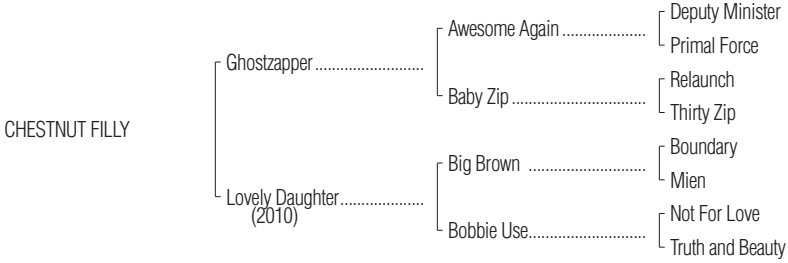 Deputy Minister
Awesome Again ....................
Primal Force
Ghostzapper ..........................
Relaunch
Baby Zip ................................
Thirty Zip
CHESTNUT FILLY
Boundary
Big Brown ............................
Mien
Lovely Daughter....................
(2010)
Not For Love
Bobbie Use............................
Truth and Beauty